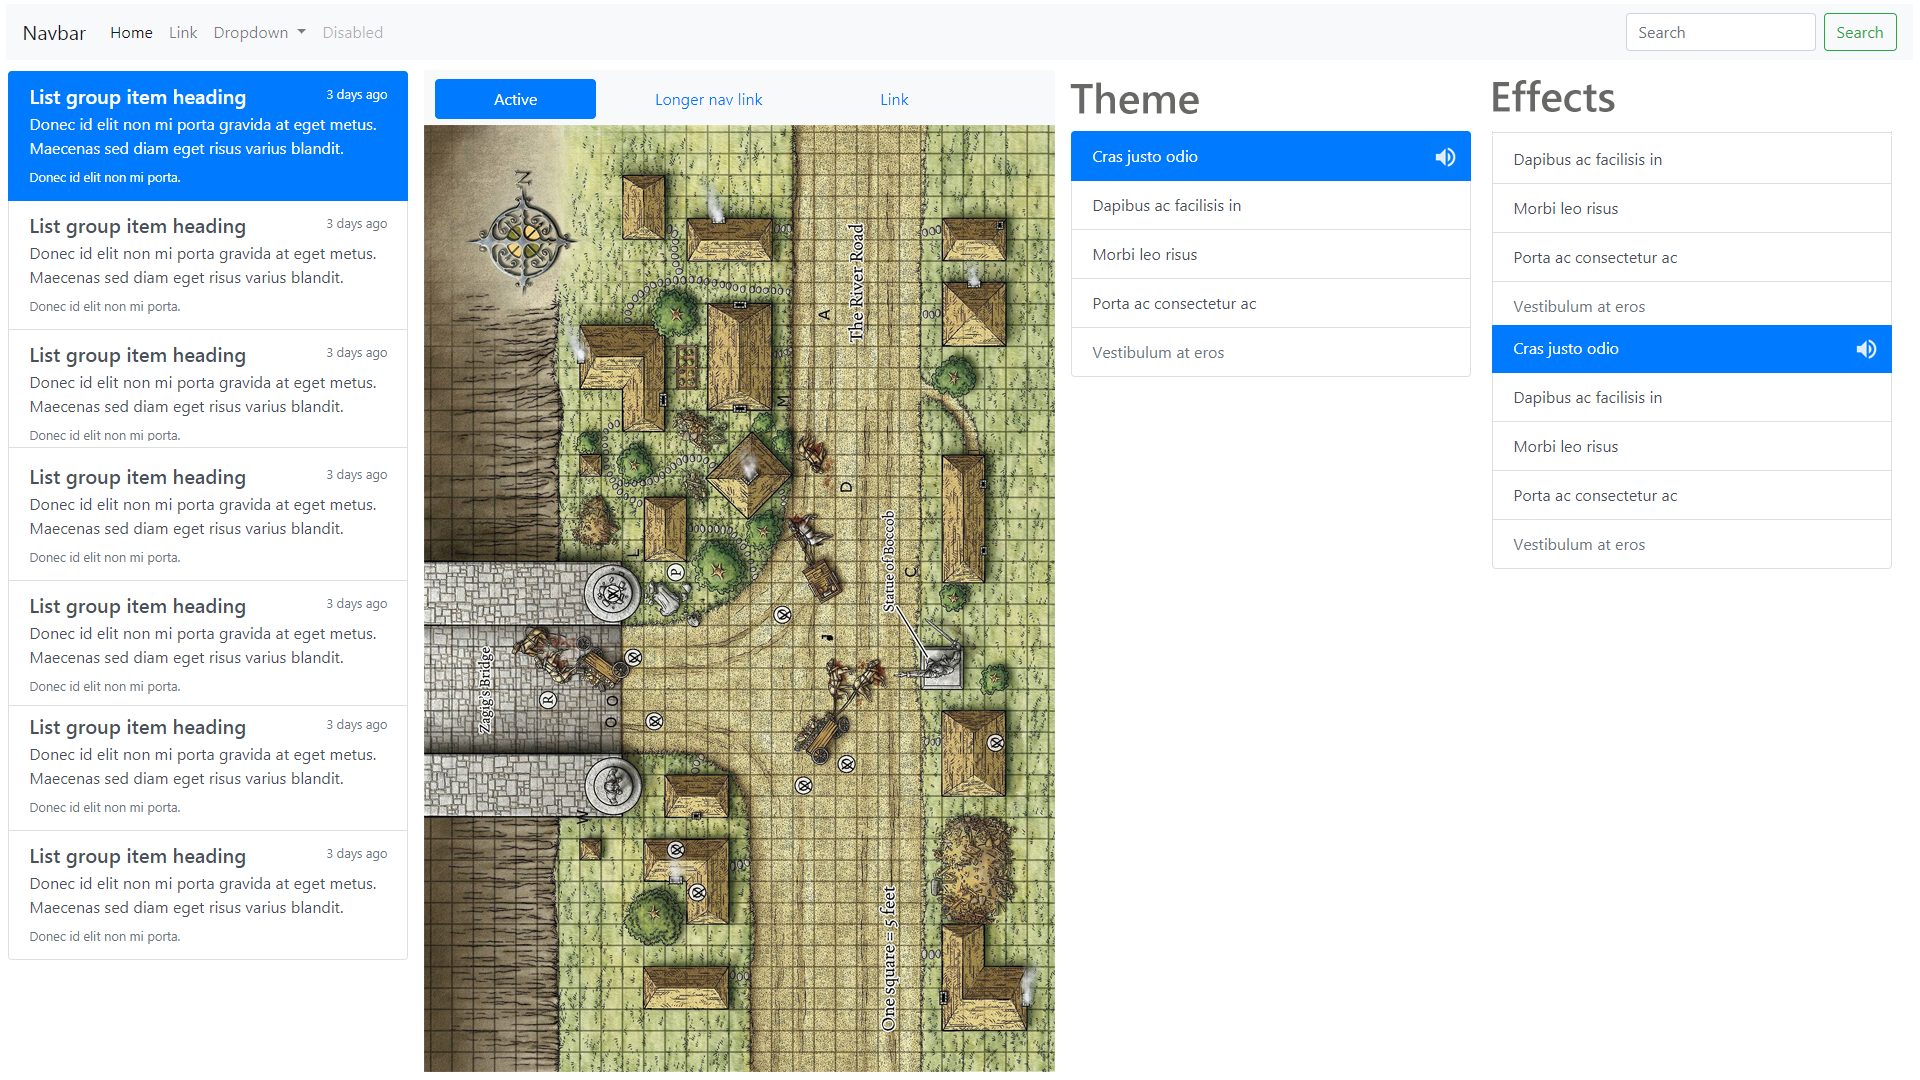 Navbar Home Link Dropdown Disabled Search Search
List group item heading 3 days ago
Donec id elit non mi porta gravida at eget metus.
Maecenas sed diam eget risus varius blandit.
Donec id elit non mi porta.
List group item heading 3 days ago
Donec id elit non mi porta gravida at eget metus.
Maecenas sed diam eget risus varius blandit.
Donec id elit non mi porta.
List group item heading 3 days ago
Donec id elit non mi porta gravida at eget metus.
Maecenas sed diam eget risus varius blandit.
Donec id elit non mi porta.
List group item heading 3 days ago
Donec id elit non mi porta gravida at eget metus.
Maecenas sed diam eget risus varius blandit.
Donec id elit non mi porta.
List group item heading 3 days ago
Donec id elit non mi porta gravida at eget metus.
Maecenas sed diam eget risus varius blandit.
Donec id elit non mi porta.
List group item heading 3 days ago
Donec id elit non mi porta gravida at eget metus.
Maecenas sed diam eget risus varius blandit.
Donec id elit non mi porta.
List group item heading 3 days ago
Donec id elit non mi porta gravida at eget metus.
Maecenas sed diam eget risus varius blandit.
Donec id elit non mi porta.
Active Longer nav link Link
N
The River Road
A
M
D
L
P
C
Statue of Boccob
J
Zagig's Bridge
R
O O
W
One square = 5 feet
Theme
Cras justo odio
Dapibus ac facilisis in
Morbi leo risus
Porta ac consectetur ac
Vestibulum at eros
Effects
Dapibus ac facilisis in
Morbi leo risus
Porta ac consectetur ac
Vestibulum at eros
Cras justo odio
Dapibus ac facilisis in
Morbi leo risus
Porta ac consectetur ac
Vestibulum at eros